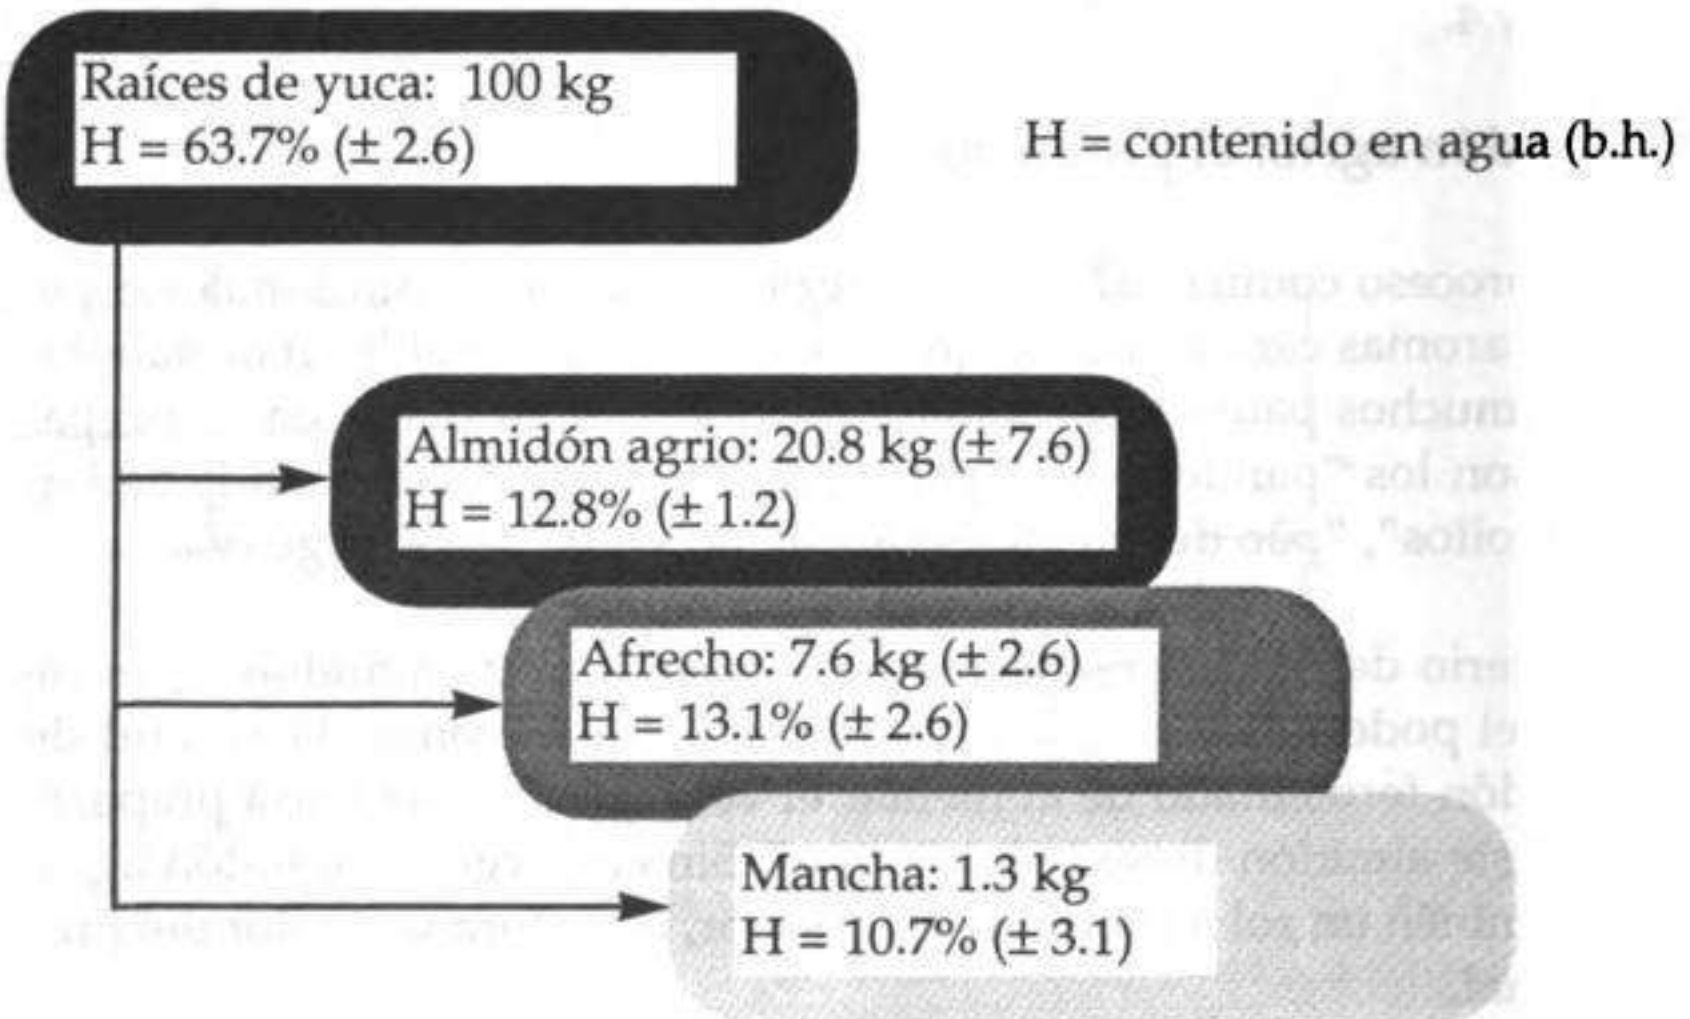 Raíces de yuca: 100 kg
H = 63.7% (± 2.6)
H = contenido en agua (b.h.)
Almidón agrio: 20.8 kg (± 7.6)
H = 12.8% (± 1.2)
Afrecho: 7.6 kg (± 2.6)
H = 13.1% (± 2.6)
Mancha: 1.3 kg
H = 10.7% (± 3.1)